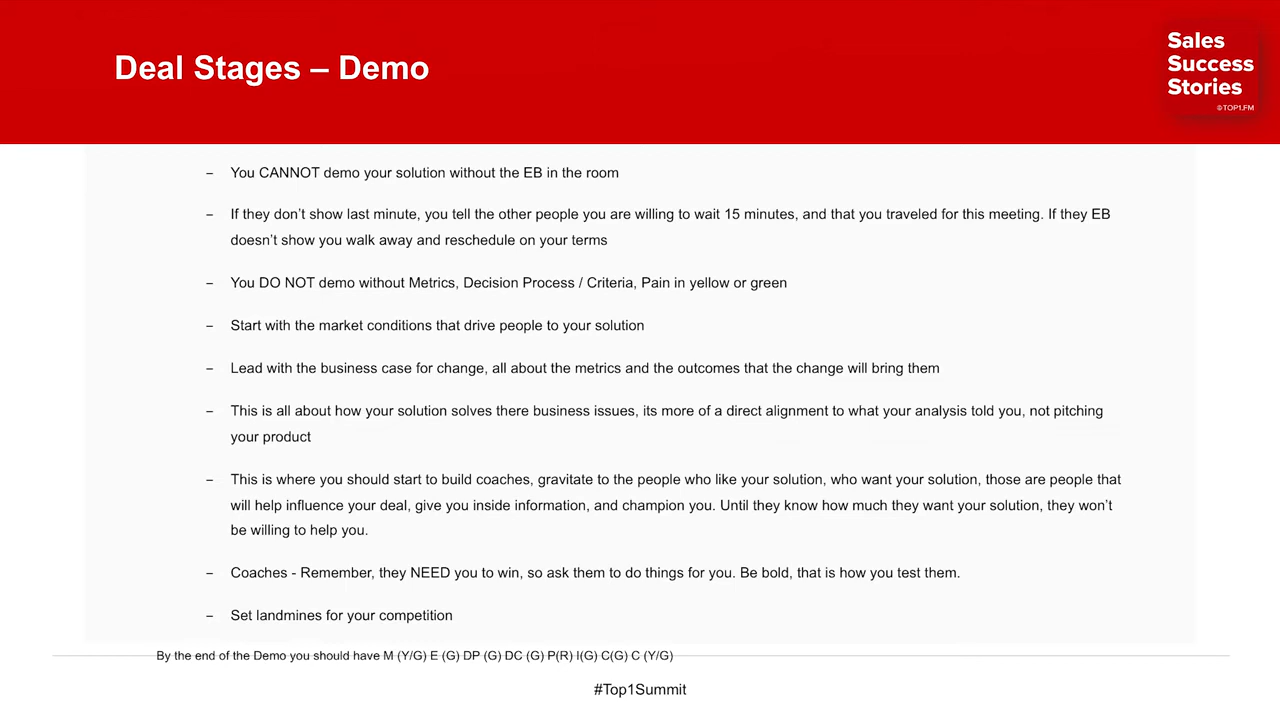 Deal Stages – Demo
Sales
Success
Stories
©TOP1.FM
– You CANNOT demo your solution without the EB in the room
– If they don’t show last minute, you tell the other people you are willing to wait 15 minutes, and that you traveled for this meeting. If they EB
doesn’t show you walk away and reschedule on your terms
– You DO NOT demo without Metrics, Decision Process / Criteria, Pain in yellow or green
– Start with the market conditions that drive people to your solution
– Lead with the business case for change, all about the metrics and the outcomes that the change will bring them
– This is all about how your solution solves there business issues, its more of a direct alignment to what your analysis told you, not pitching
your product
– This is where you should start to build coaches, gravitate to the people who like your solution, who want your solution, those are people that
will help influence your deal, give you inside information, and champion you. Until they know how much they want your solution, they won’t
be willing to help you.
– Coaches - Remember, they NEED you to win, so ask them to do things for you. Be bold, that is how you test them.
– Set landmines for your competition
By the end of the Demo you should have M (Y/G) E (G) DP (G) DC (G) P(R) I(G) C(G) C (Y/G)
#Top1Summit